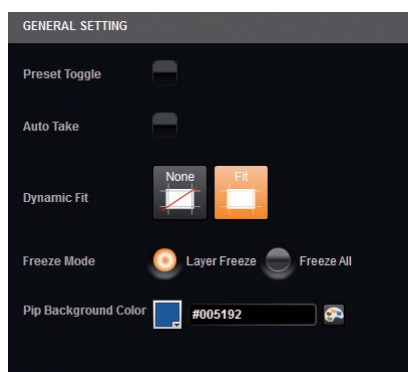 GENERAL SETTING
Preset Toggle
Auto Take
Dynamic Fit None Fit
Freeze Mode Layer Freeze Freeze All
Pip Background Color #005192